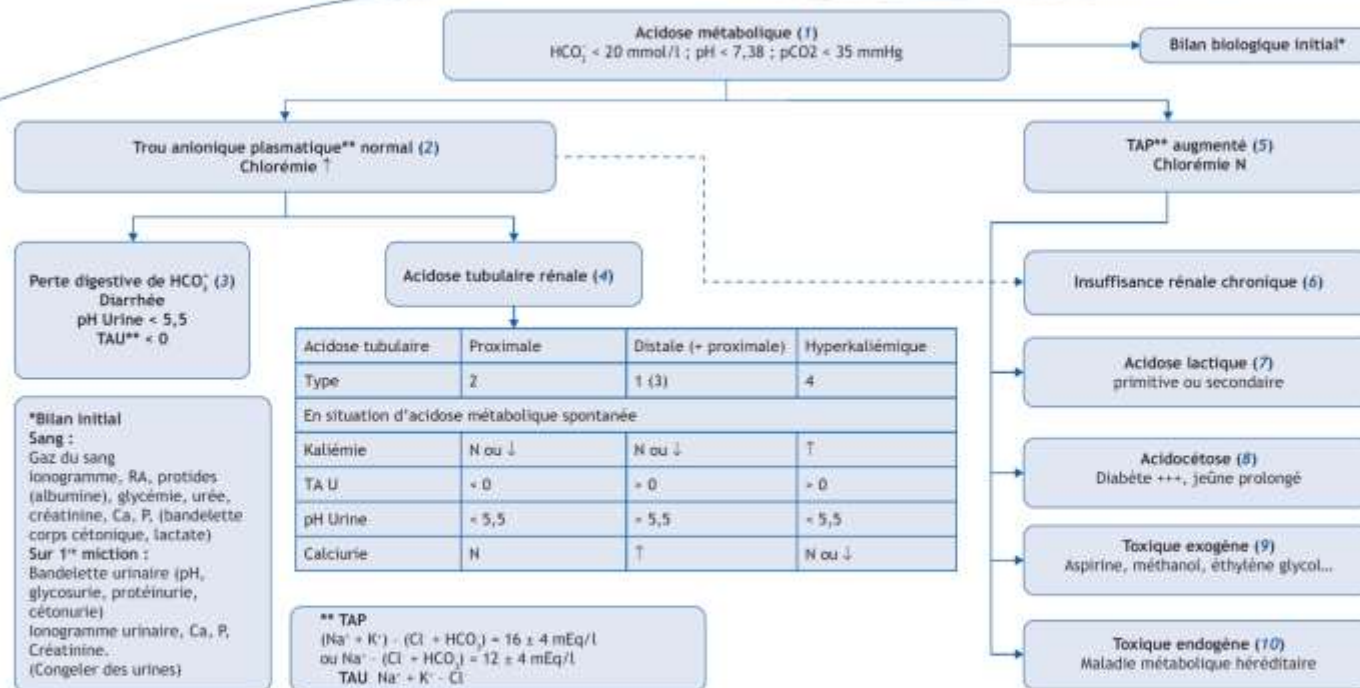 Acidose métabolique (1)
HCO₃⁻ < 20 mmol/l ; pH < 7,38 ; pCO2 < 35 mmHg
Bilan biologique initial*
Trou anionique plasmatique** normal (2)
Chlorémie ↑
TAP** augmenté (5)
Chlorémie N
Perte digestive de HCO₃⁻ (3)
Diarrhée
pH Urine < 5,5
TAU** < 0
Acidose tubulaire rénale (4)
Acidose tubulaire | Proximale | Distale (+ proximale) | Hyperkaliémique
Type | 2 | 1 (3) | 4
En situation d'acidose métabolique spontanée
Kaliémie | N ou ↓ | N ou ↓ | ↑
TA U | < 0 | > 0 | > 0
pH Urine | < 5,5 | > 5,5 | < 5,5
Calciurie | N | ↑ | N ou ↓
*Bilan initial
Sang :
Gaz du sang
Ionogramme, RA, protides
(albumine), glycémie, urée,
créatinine, Ca, P, (bandelette
corps cétonique, lactate)
Sur 1ʳᵉ miction :
Bandelette urinaire (pH,
glycosurie, protéinurie,
cétonurie)
Ionogramme urinaire, Ca, P,
Créatinine.
(Congeler des urines)
** TAP
(Na⁺ + K⁺) - (Cl⁻ + HCO₃⁻) = 16 ± 4 mEq/l
ou Na⁺ - (Cl⁻ + HCO₃⁻) = 12 ± 4 mEq/l
TAU Na⁺ + K⁺ - Cl⁻
Insuffisance rénale chronique (6)
Acidose lactique (7)
primitive ou secondaire
Acidocétose (8)
Diabète +++, jeûne prolongé
Toxique exogène (9)
Aspirine, méthanol, éthylène glycol...
Toxique endogène (10)
Maladie métabolique héréditaire